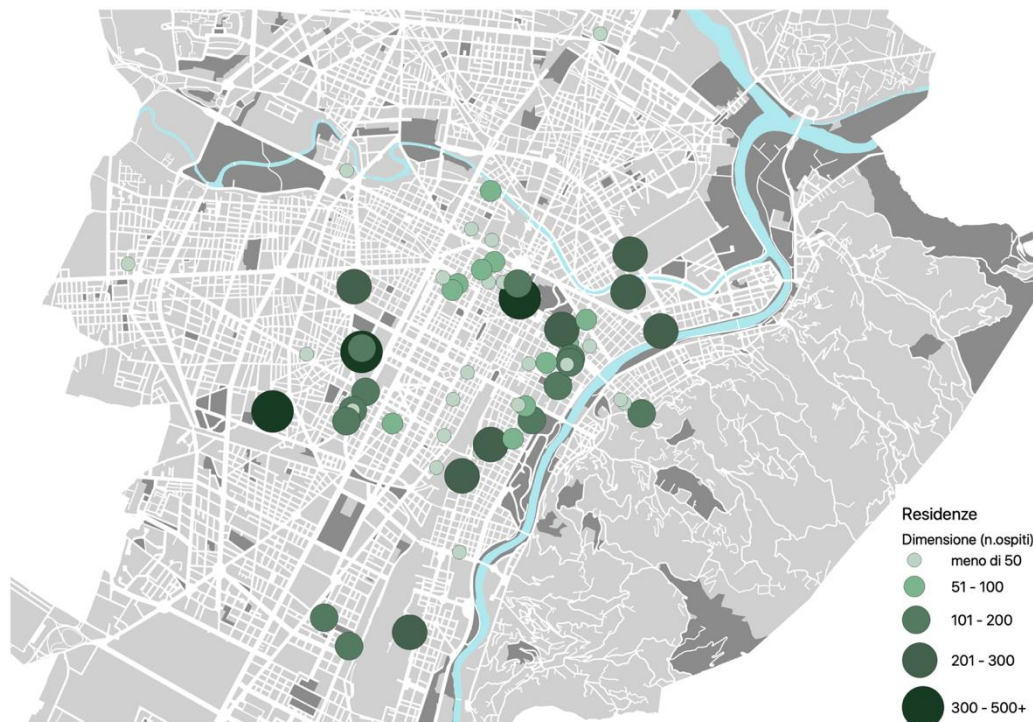 Residenze
Dimensione (n.ospiti)
meno di 50
51 - 100
101 - 200
201 - 300
300 - 500+